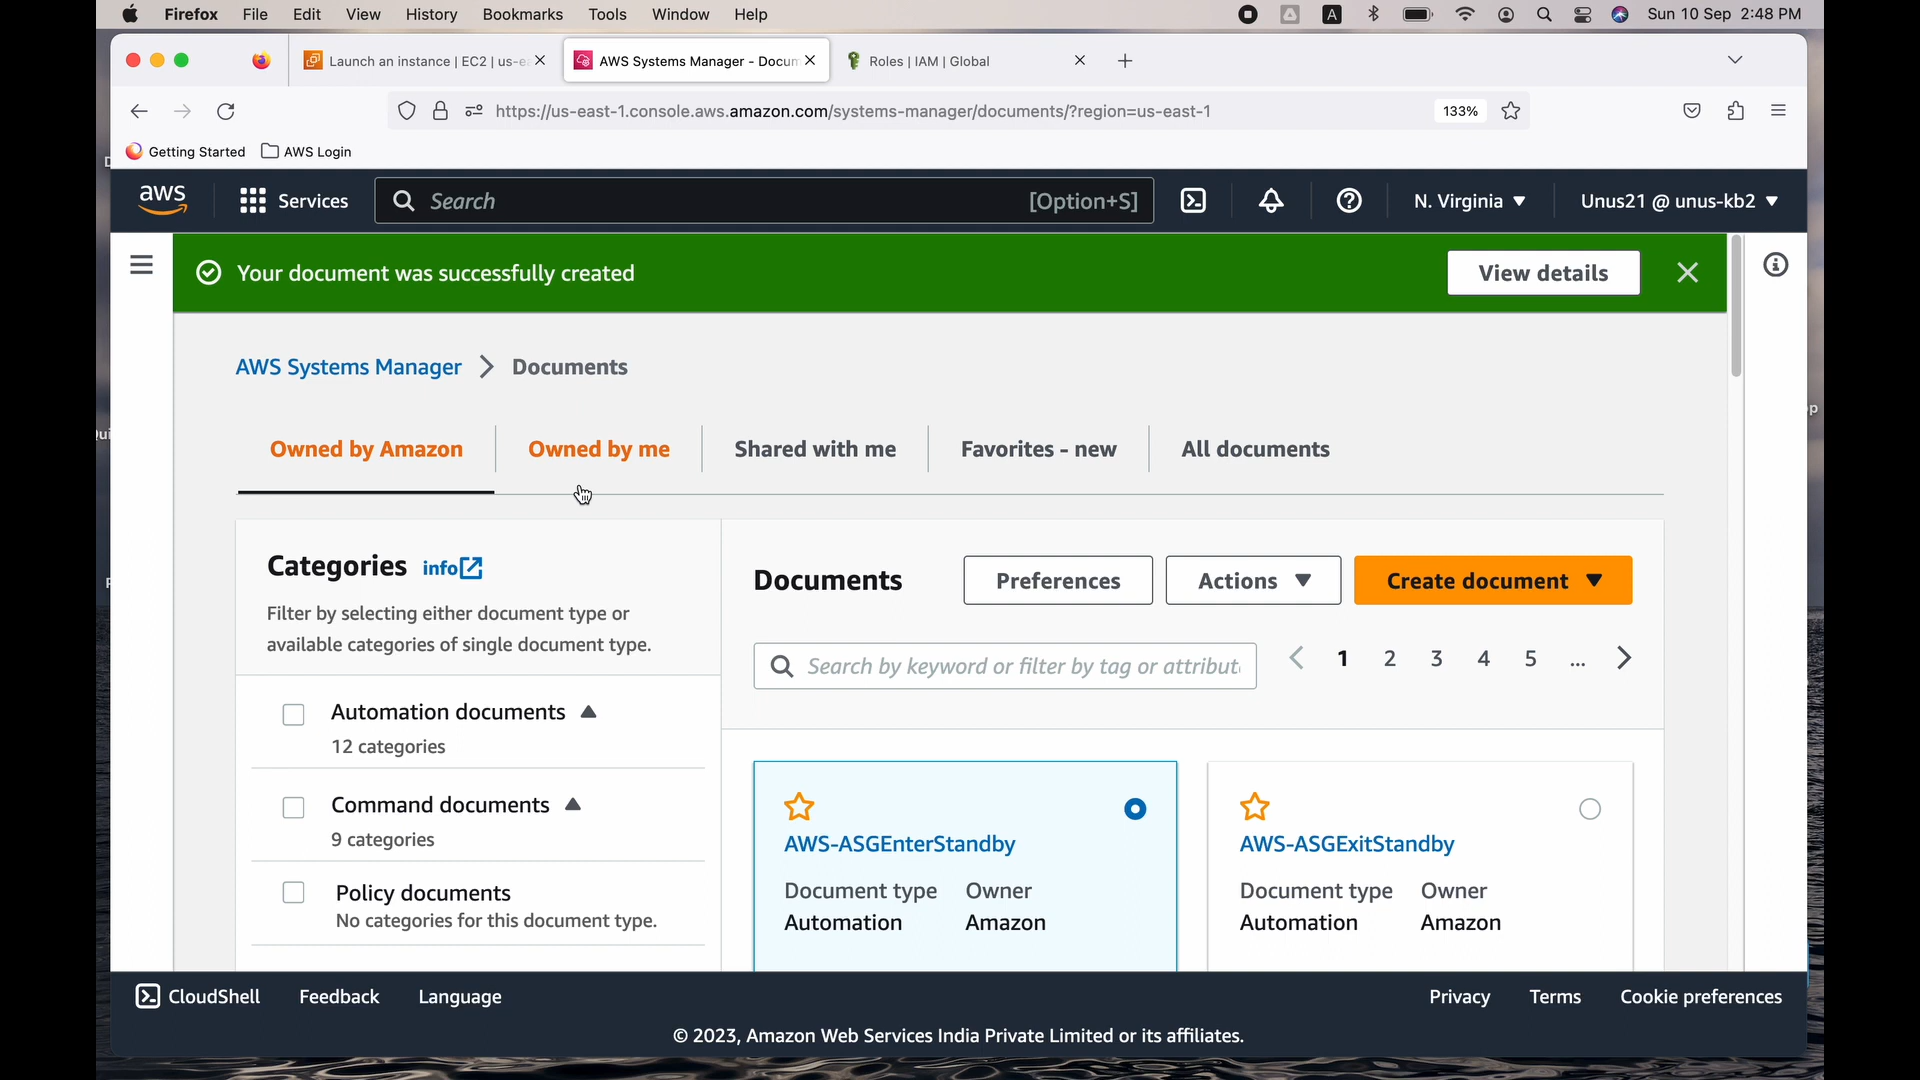 Firefox File Edit View History Bookmarks Tools Window Help
A
Sun 10 Sep 2:48 PM
Launch an instance | EC2 | us-ea
AWS Systems Manager - Docum
Roles | IAM | Global
https://us-east-1.console.aws.amazon.com/systems-manager/documents/?region=us-east-1
133%
Getting Started
AWS Login
aws
Services
Search
[Option+S]
N. Virginia
Unus21 @ unus-kb2
Your document was successfully created
View details
AWS Systems Manager
Documents
Owned by Amazon
Owned by me
Shared with me
Favorites - new
All documents
Categories info
Filter by selecting either document type or
available categories of single document type.
Automation documents
12 categories
Command documents
9 categories
Policy documents
No categories for this document type.
Documents
Preferences
Actions
Create document
Search by keyword or filter by tag or attribut
1 2 3 4 5 ...
AWS-ASGEnterStandby
Document type Owner
Automation Amazon
AWS-ASGExitStandby
Document type Owner
Automation Amazon
CloudShell Feedback Language
Privacy Terms Cookie preferences
© 2023, Amazon Web Services India Private Limited or its affiliates.